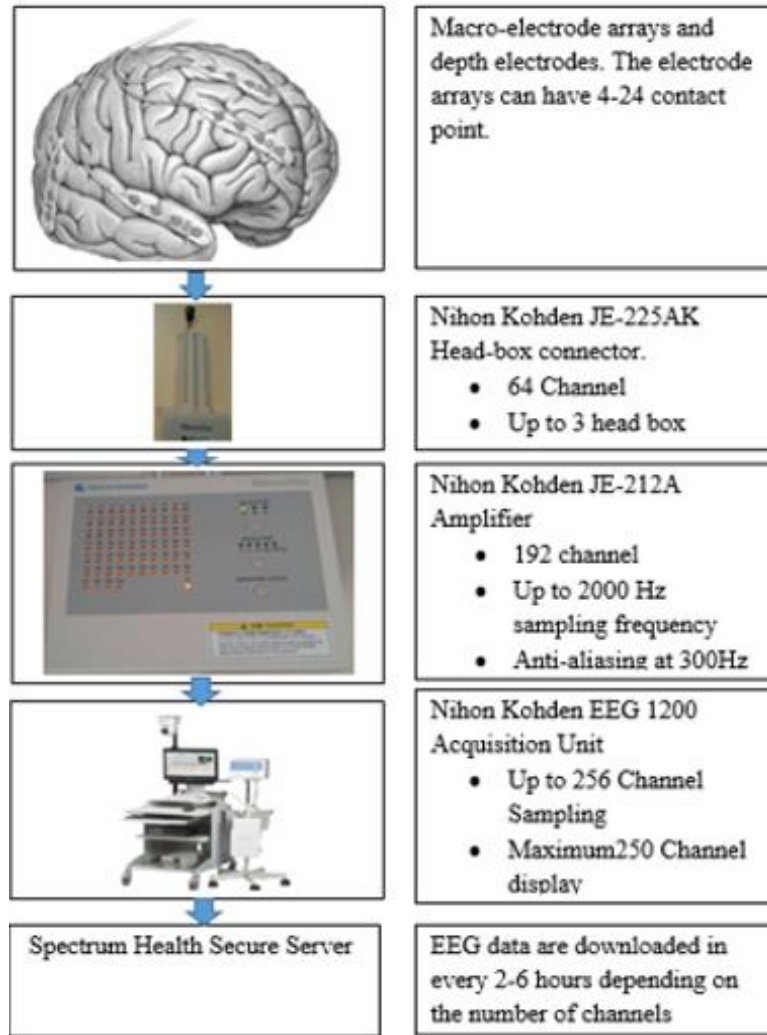 Macro-electrode arrays and
depth electrodes. The electrode
arrays can have 4-24 contact
point.
Nihon Kohden JE-225AK
Head-box connector.
• 64 Channel
• Up to 3 head box
Nihon Kohden JE-212A
Amplifier
• 192 channel
• Up to 2000 Hz
sampling frequency
• Anti-aliasing at 300Hz
Nihon Kohden EEG 1200
Acquisition Unit
• Up to 256 Channel
Sampling
• Maximum250 Channel
display
Spectrum Health Secure Server
EEG data are downloaded in
every 2-6 hours depending on
the number of channels